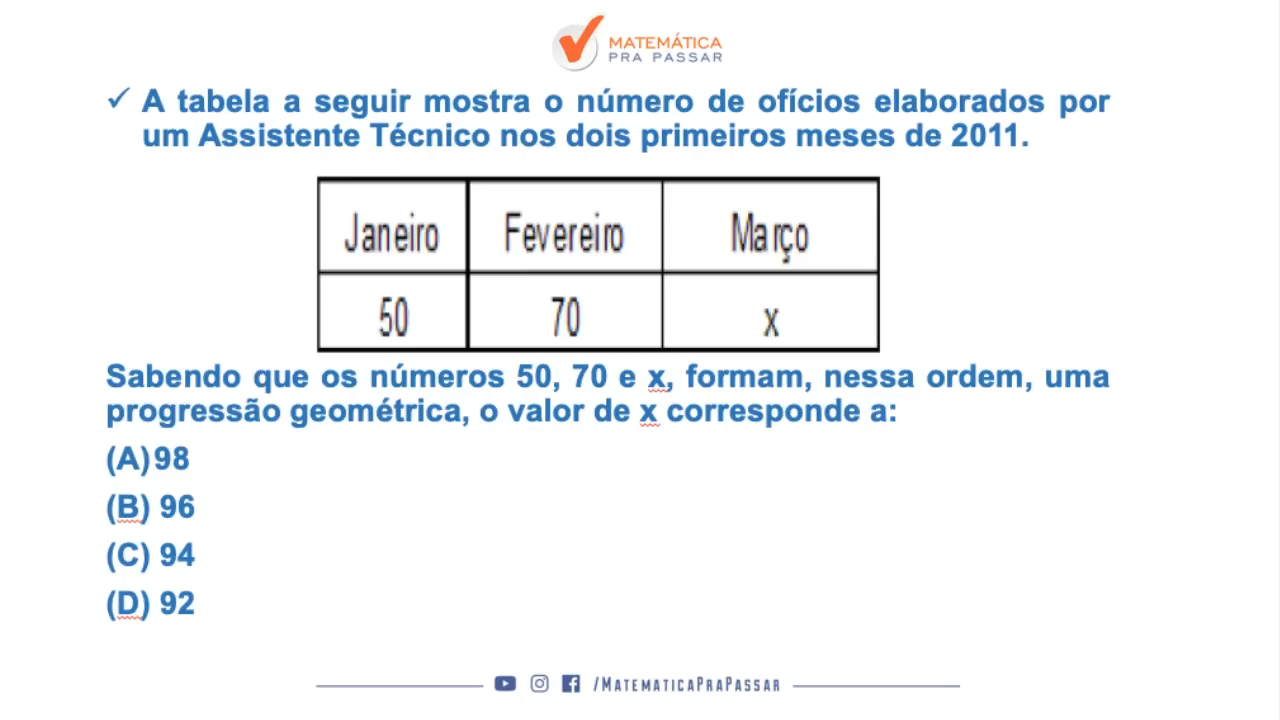 MATEMÁTICA
PRA PASSAR
✓ A tabela a seguir mostra o número de ofícios elaborados por
um Assistente Técnico nos dois primeiros meses de 2011.
Janeiro Fevereiro Março
50 70 x
Sabendo que os números 50, 70 e x, formam, nessa ordem, uma
progressão geométrica, o valor de x corresponde a:
(A) 98
(B) 96
(C) 94
(D) 92
/MATEMATICAPRAPASSAR